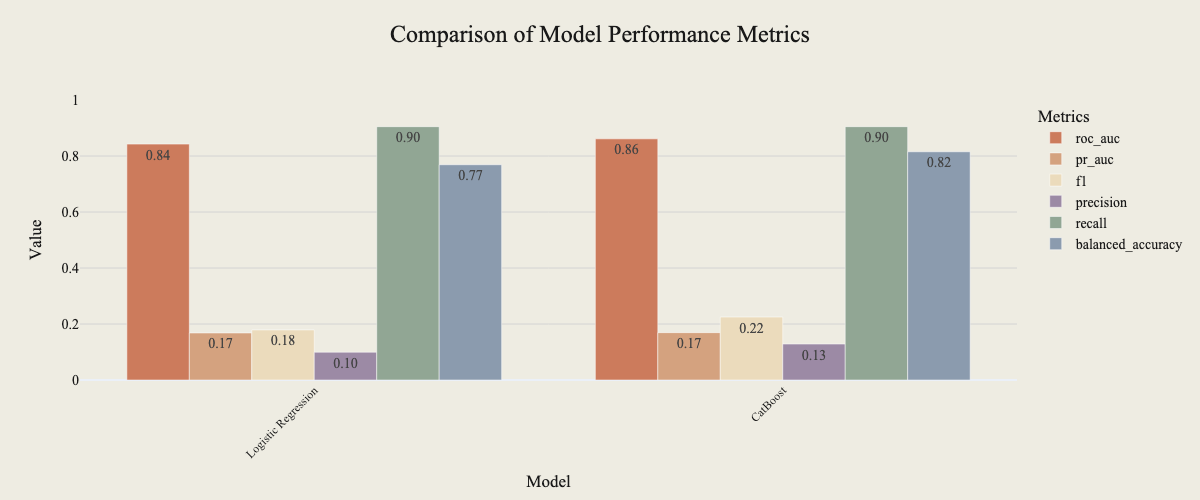 Comparison of Model Performance Metrics
Value
1
0.8
0.6
0.4
0.2
0
0.84
0.17
0.18
0.10
0.90
0.77
0.86
0.17
0.22
0.13
0.90
0.82
Logistic Regression
CatBoost
Model
Metrics
roc_auc
pr_auc
f1
precision
recall
balanced_accuracy